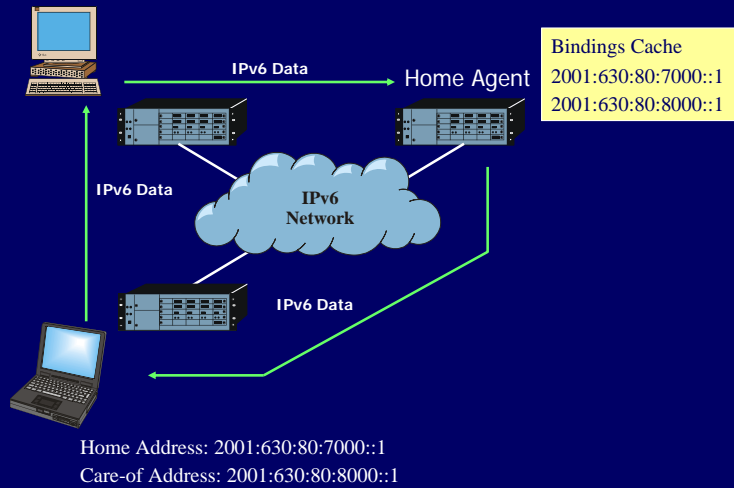 IPv6 Data
Home Agent
Bindings Cache
2001:630:80:7000::1
2001:630:80:8000::1
IPv6 Data
IPv6
Network
IPv6 Data
Home Address: 2001:630:80:7000::1
Care-of Address: 2001:630:80:8000::1